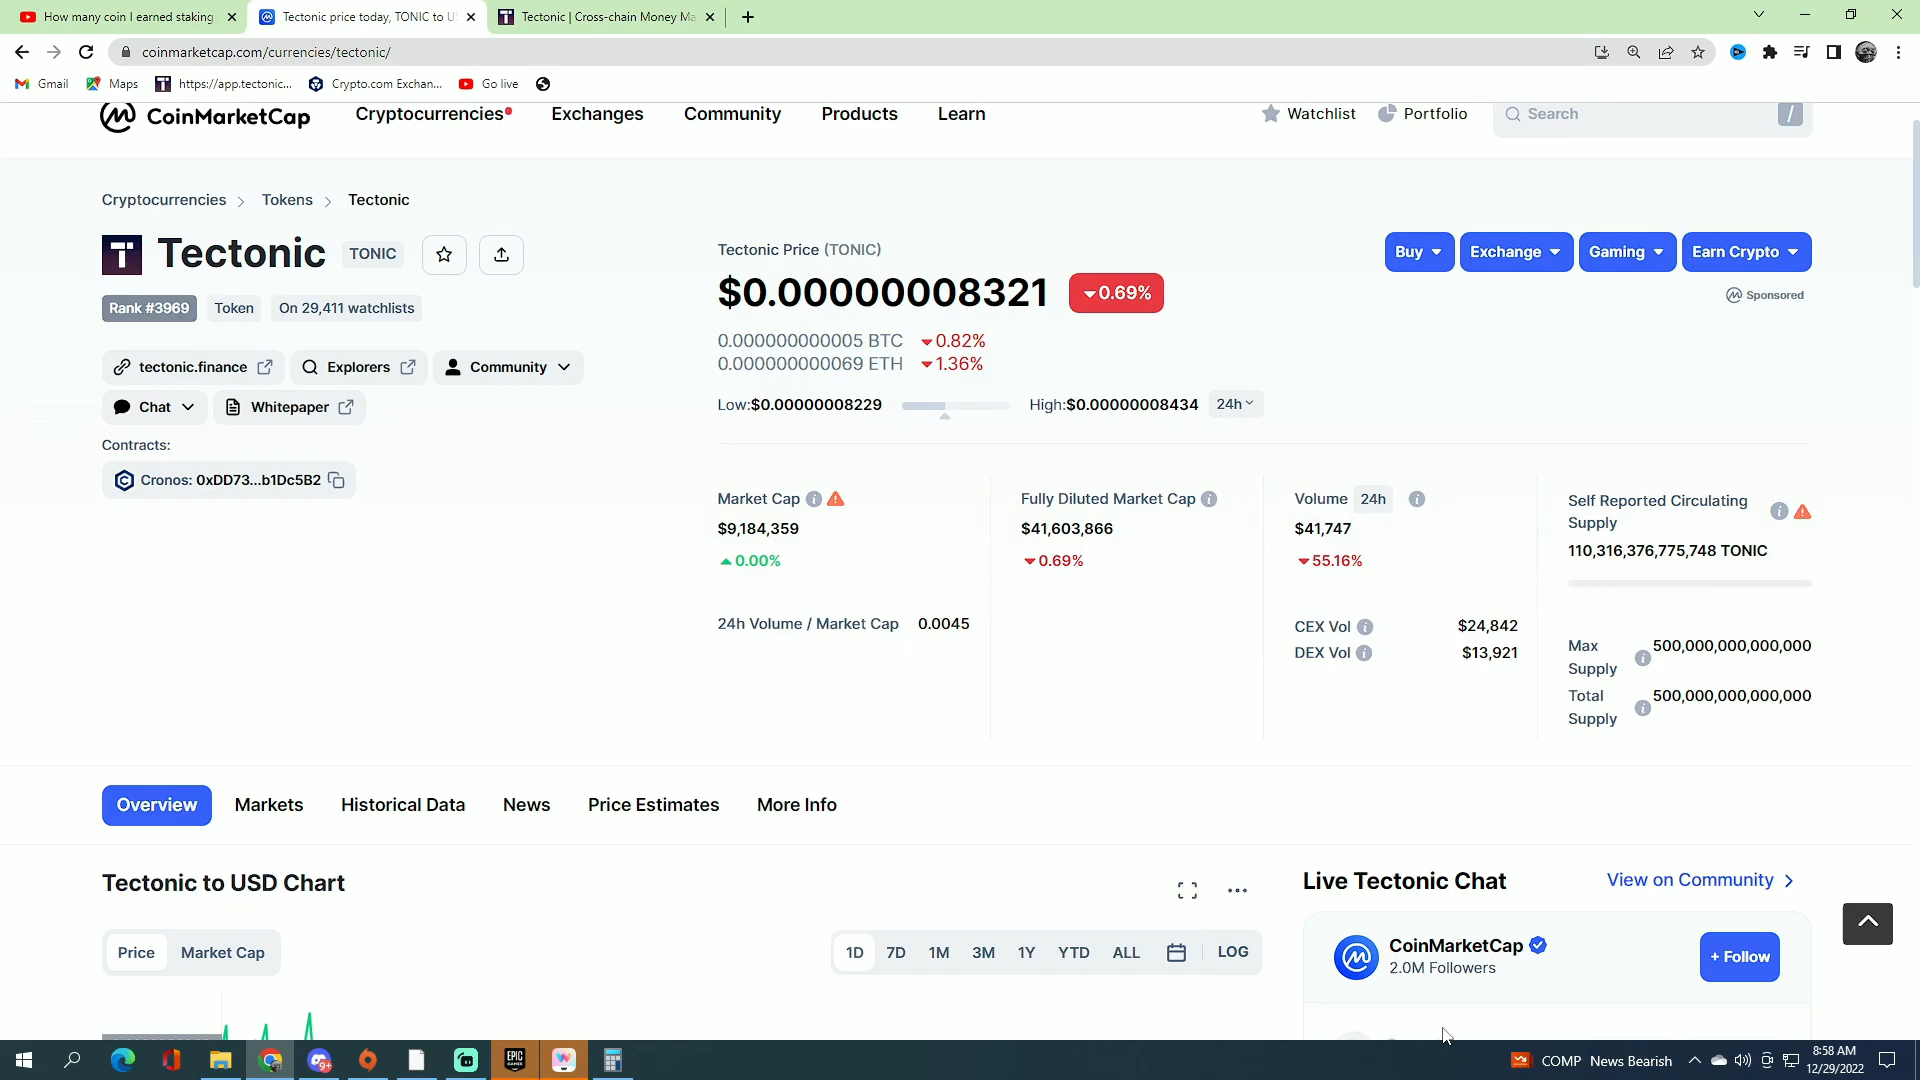 How many coin I earned staking
Tectonic price today, TONIC to U
Tectonic | Cross-chain Money Ma
coinmarketcap.com/currencies/tectonic/
Gmail
Maps
https://app.tectonic...
Crypto.com Exchan...
Go live
CoinMarketCap
Cryptocurrencies
Exchanges
Community
Products
Learn
Watchlist
Portfolio
Search
/
Cryptocurrencies > Tokens > Tectonic
Tectonic TONIC
Rank #3969
Token
On 29,411 watchlists
tectonic.finance
Explorers
Community
Chat
Whitepaper
Contracts:
Cronos: 0xDD73...b1Dc5B2
Tectonic Price (TONIC)
$0.00000008321
0.69%
0.000000000005 BTC 0.82%
0.000000000069 ETH 1.36%
Low:$0.00000008229
High:$0.00000008434
24h
Buy
Exchange
Gaming
Earn Crypto
Sponsored
Market Cap
$9,184,359
0.00%
24h Volume / Market Cap 0.0045
Fully Diluted Market Cap
$41,603,866
0.69%
Volume 24h
$41,747
55.16%
CEX Vol $24,842
DEX Vol $13,921
Self Reported Circulating
Supply
110,316,376,775,748 TONIC
Max
Supply
500,000,000,000,000
Total
Supply
500,000,000,000,000
Overview
Markets
Historical Data
News
Price Estimates
More Info
Tectonic to USD Chart
Price
Market Cap
1D
7D
1M
3M
1Y
YTD
ALL
LOG
Live Tectonic Chat
View on Community
CoinMarketCap
2.0M Followers
+ Follow
9+
EPIC
GAMES
COMP News Bearish
8:58 AM
12/29/2022